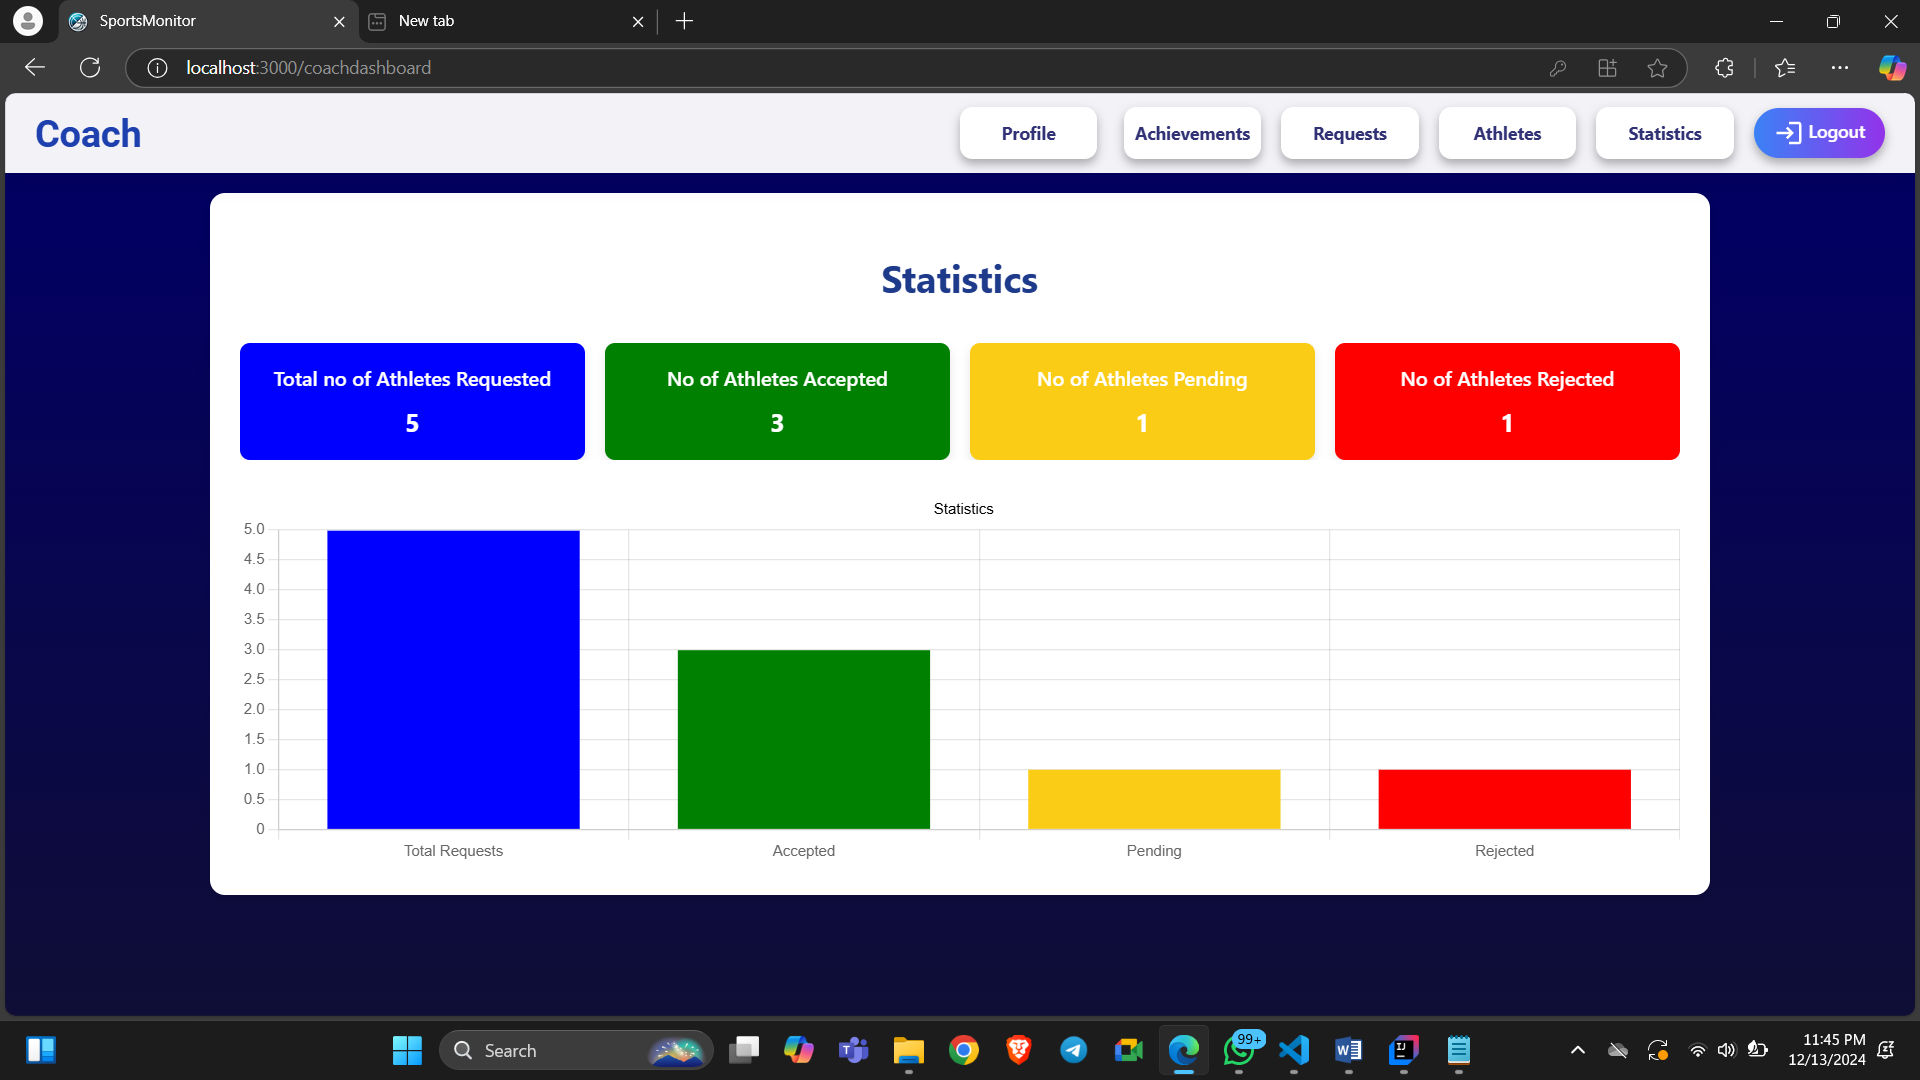 SportsMonitor
New tab
localhost:3000/coachdashboard
Coach
Profile
Achievements
Requests
Athletes
Statistics
Logout
Statistics
Total no of Athletes Requested
5
No of Athletes Accepted
3
No of Athletes Pending
1
No of Athletes Rejected
1
Statistics
5.0
4.5
4.0
3.5
3.0
2.5
2.0
1.5
1.0
0.5
0
Total Requests
Accepted
Pending
Rejected
Search
99+
11:45 PM
12/13/2024